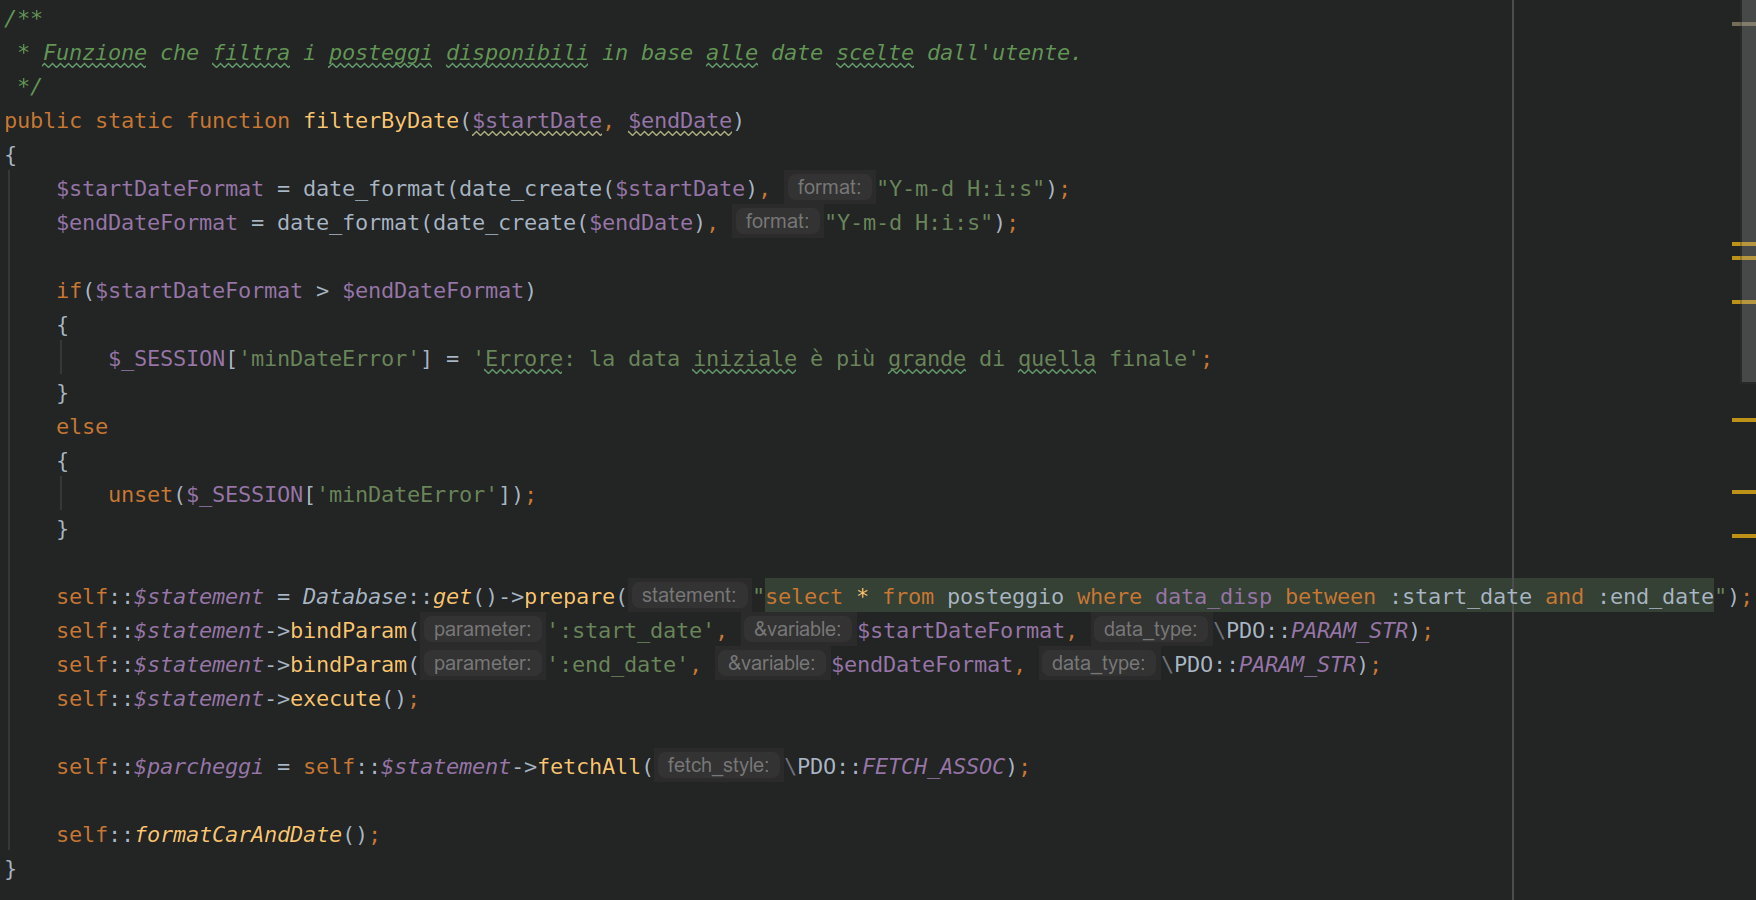 /**
 * Funzione che filtra i posteggi disponibili in base alle date scelte dall'utente.
 */
public static function filterByDate($startDate, $endDate)
{
    $startDateFormat = date_format(date_create($startDate), format: "Y-m-d H:i:s");
    $endDateFormat = date_format(date_create($endDate), format: "Y-m-d H:i:s");

    if($startDateFormat > $endDateFormat)
    {
        $_SESSION['minDateError'] = 'Errore: la data iniziale è più grande di quella finale';
    }
    else
    {
        unset($_SESSION['minDateError']);
    }

    self::$statement = Database::get()->prepare( statement: "select * from posteggio where data_disp between :start_date and :end_date");
    self::$statement->bindParam( parameter: ':start_date', &variable: $startDateFormat, data_type: \PDO::PARAM_STR);
    self::$statement->bindParam( parameter: ':end_date', &variable: $endDateFormat, data_type: \PDO::PARAM_STR);
    self::$statement->execute();

    self::$parcheggi = self::$statement->fetchAll( fetch_style: \PDO::FETCH_ASSOC);

    self::formatCarAndDate();
}